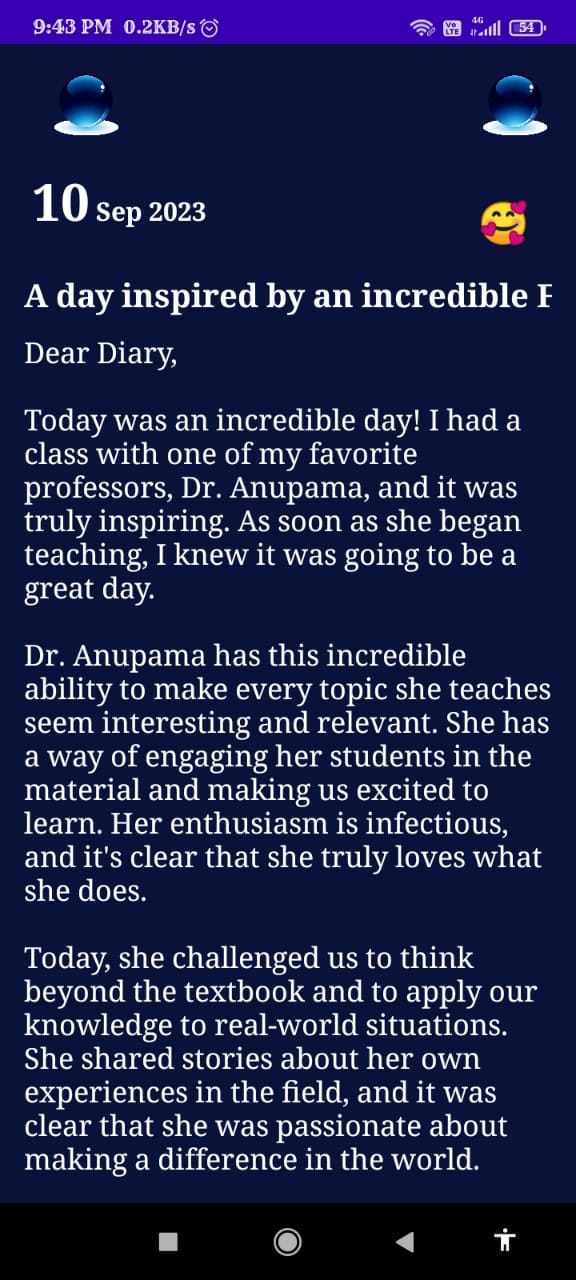 9:43 PM 0.2KB/s
Vo LTE 4G 54
10 Sep 2023
A day inspired by an incredible F
Dear Diary,
Today was an incredible day! I had a
class with one of my favorite
professors, Dr. Anupama, and it was
truly inspiring. As soon as she began
teaching, I knew it was going to be a
great day.
Dr. Anupama has this incredible
ability to make every topic she teaches
seem interesting and relevant. She has
a way of engaging her students in the
material and making us excited to
learn. Her enthusiasm is infectious,
and it's clear that she truly loves what
she does.
Today, she challenged us to think
beyond the textbook and to apply our
knowledge to real-world situations.
She shared stories about her own
experiences in the field, and it was
clear that she was passionate about
making a difference in the world.